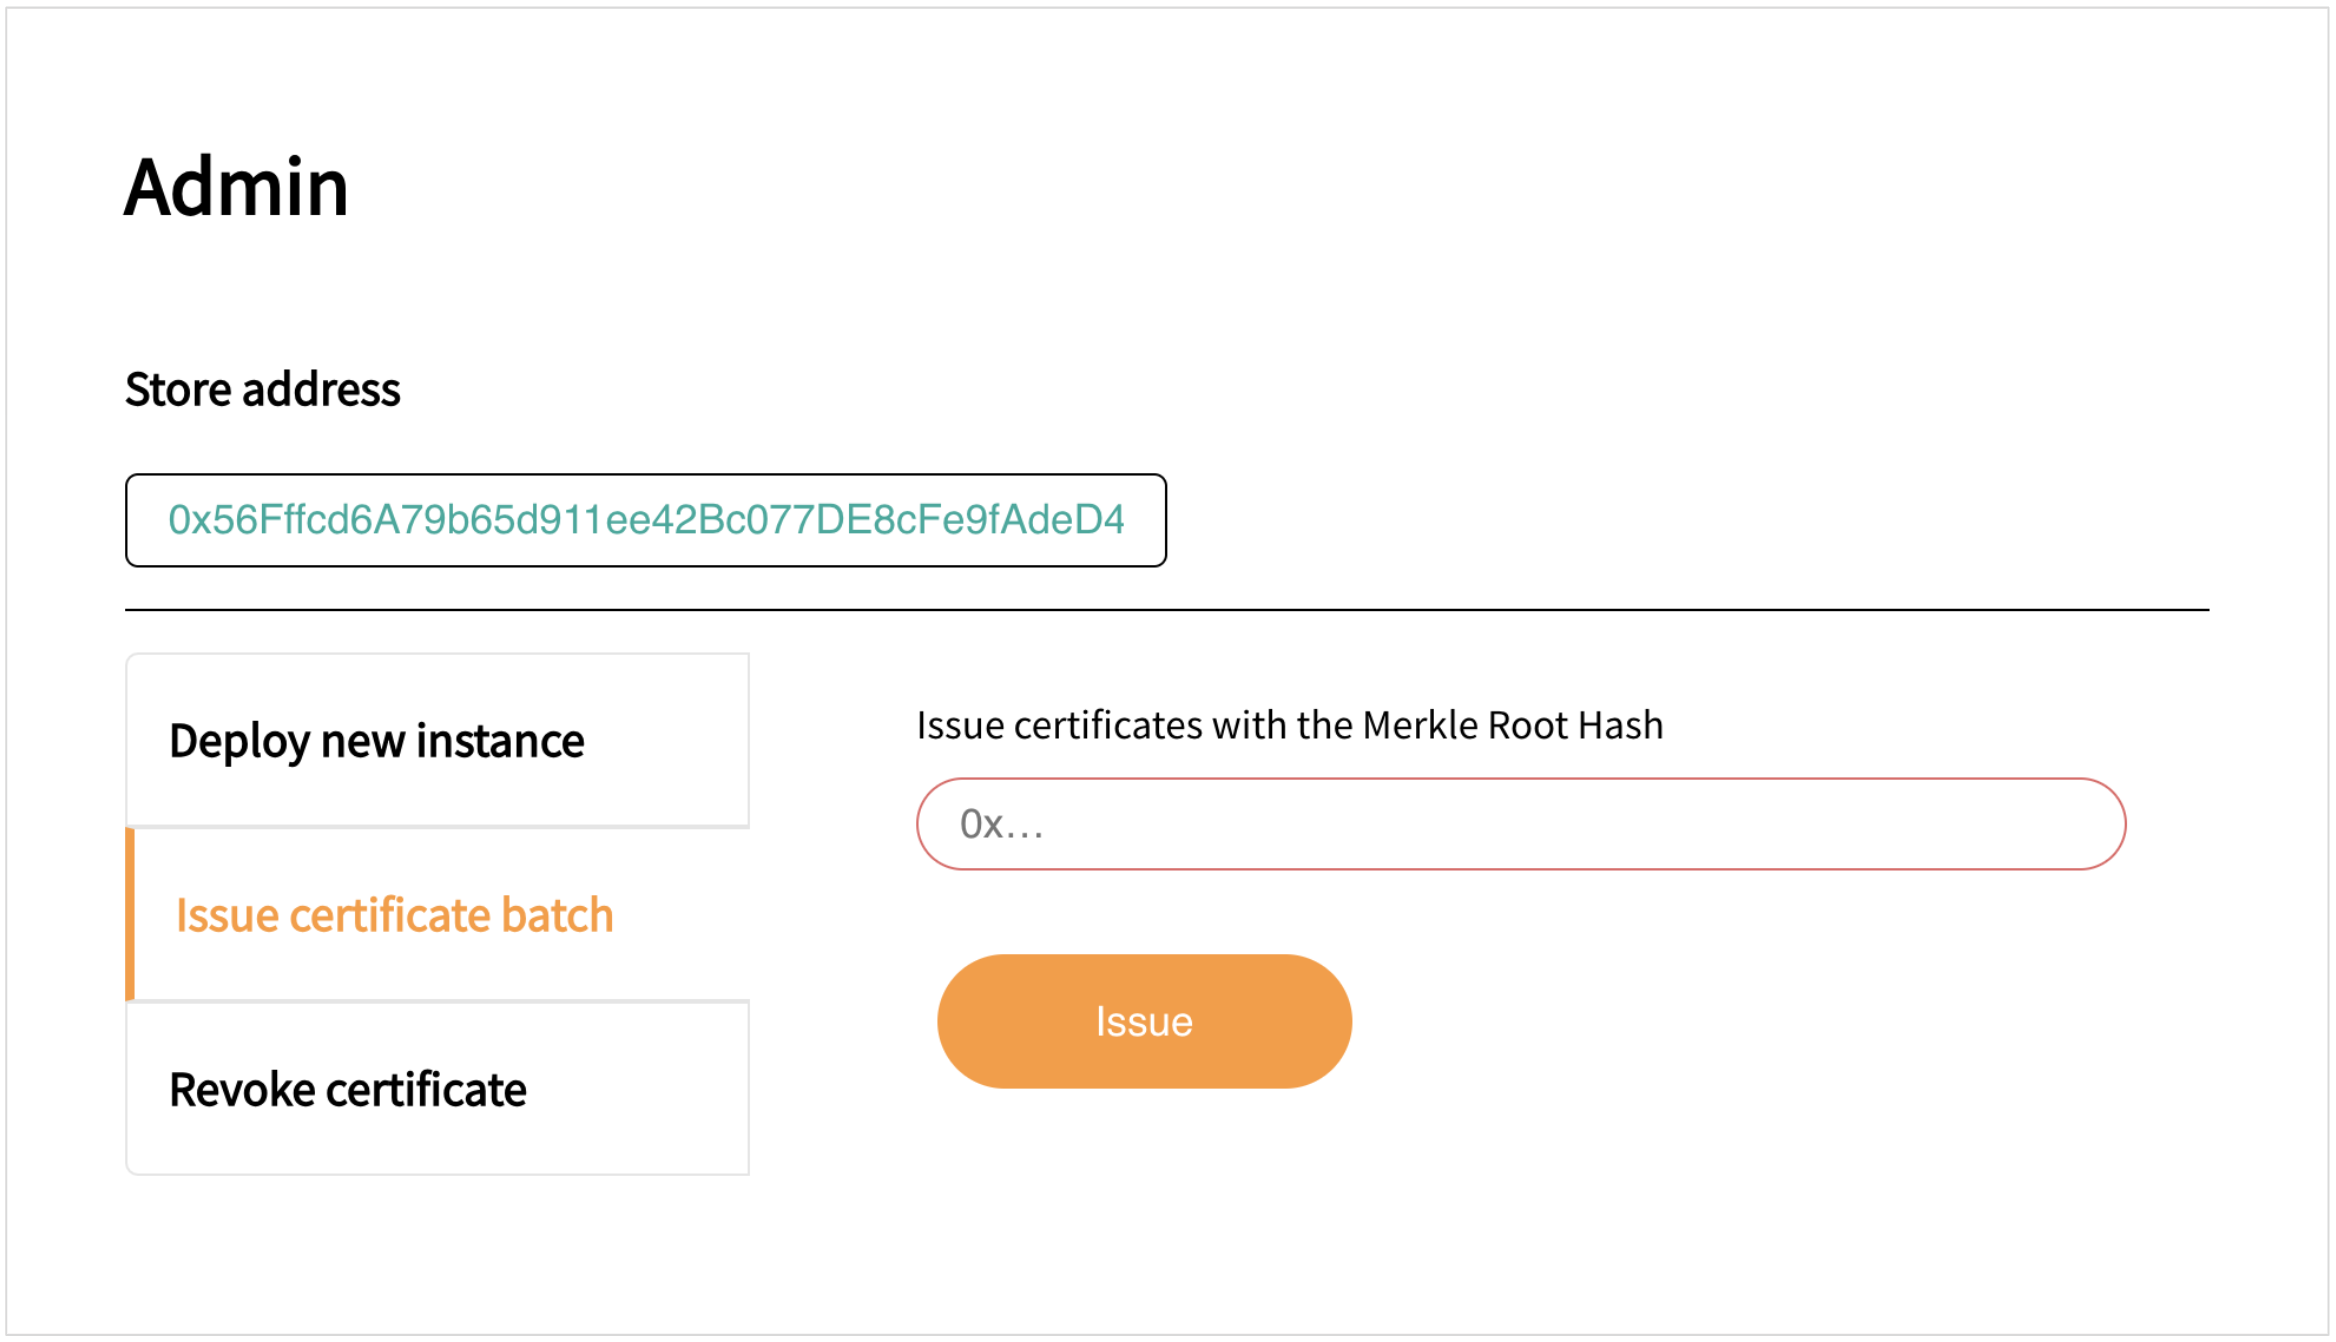 Admin
Store address
0x56Fffcd6A79b65d911ee42Bc077DE8cFe9fAdeD4
Deploy new instance
Issue certificate batch
Revoke certificate
Issue certificates with the Merkle Root Hash
0x…
Issue